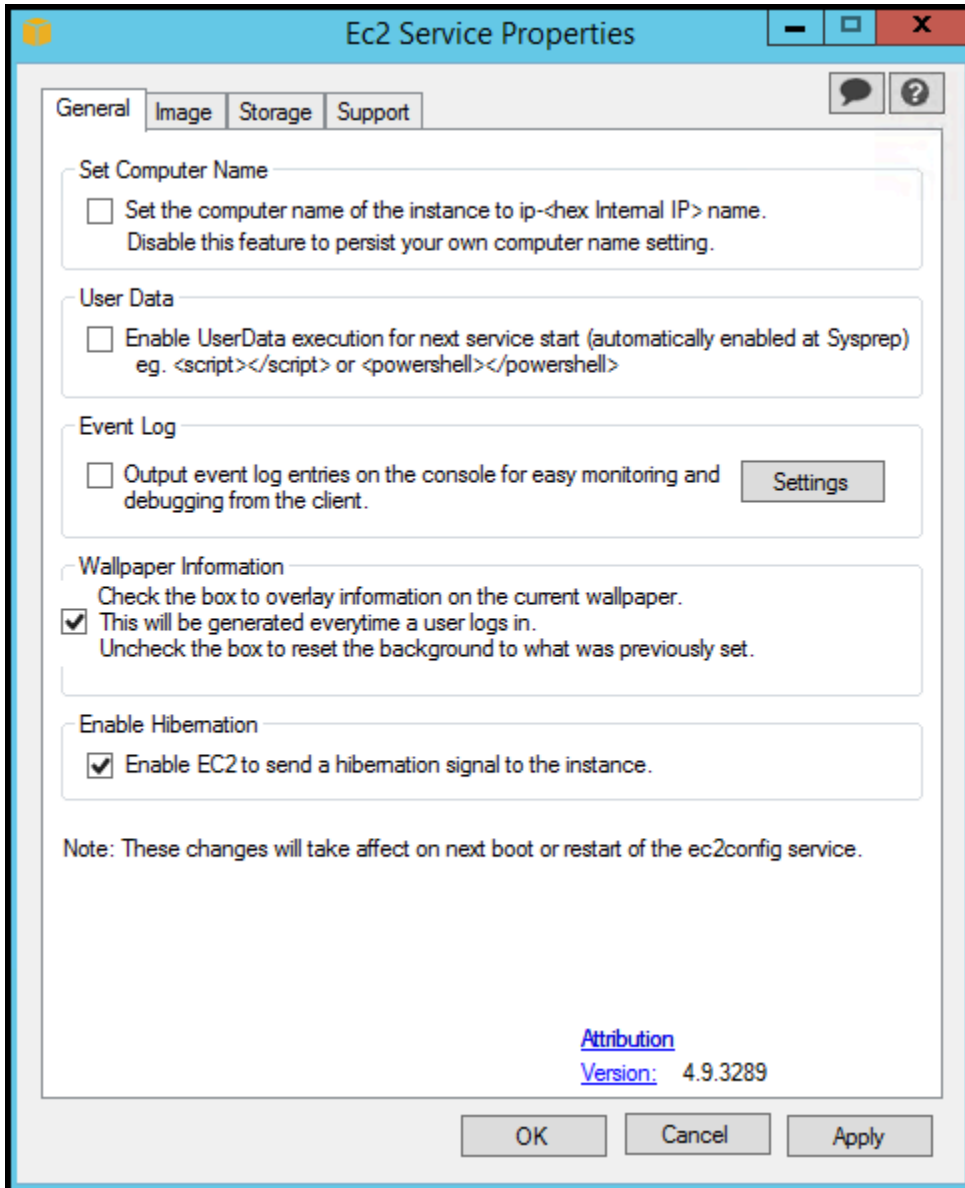 Ec2 Service Properties
General
Image
Storage
Support
Set Computer Name
Set the computer name of the instance to ip-<hex Internal IP> name.
Disable this feature to persist your own computer name setting.
User Data
Enable UserData execution for next service start (automatically enabled at Sysprep)
eg. <script></script> or <powershell></powershell>
Event Log
Output event log entries on the console for easy monitoring and
debugging from the client.
Settings
Wallpaper Information
Check the box to overlay information on the current wallpaper.
This will be generated everytime a user logs in.
Uncheck the box to reset the background to what was previously set.
Enable Hibernation
Enable EC2 to send a hibernation signal to the instance.
Note: These changes will take affect on next boot or restart of the ec2config service.
Attribution
Version: 4.9.3289
OK
Cancel
Apply